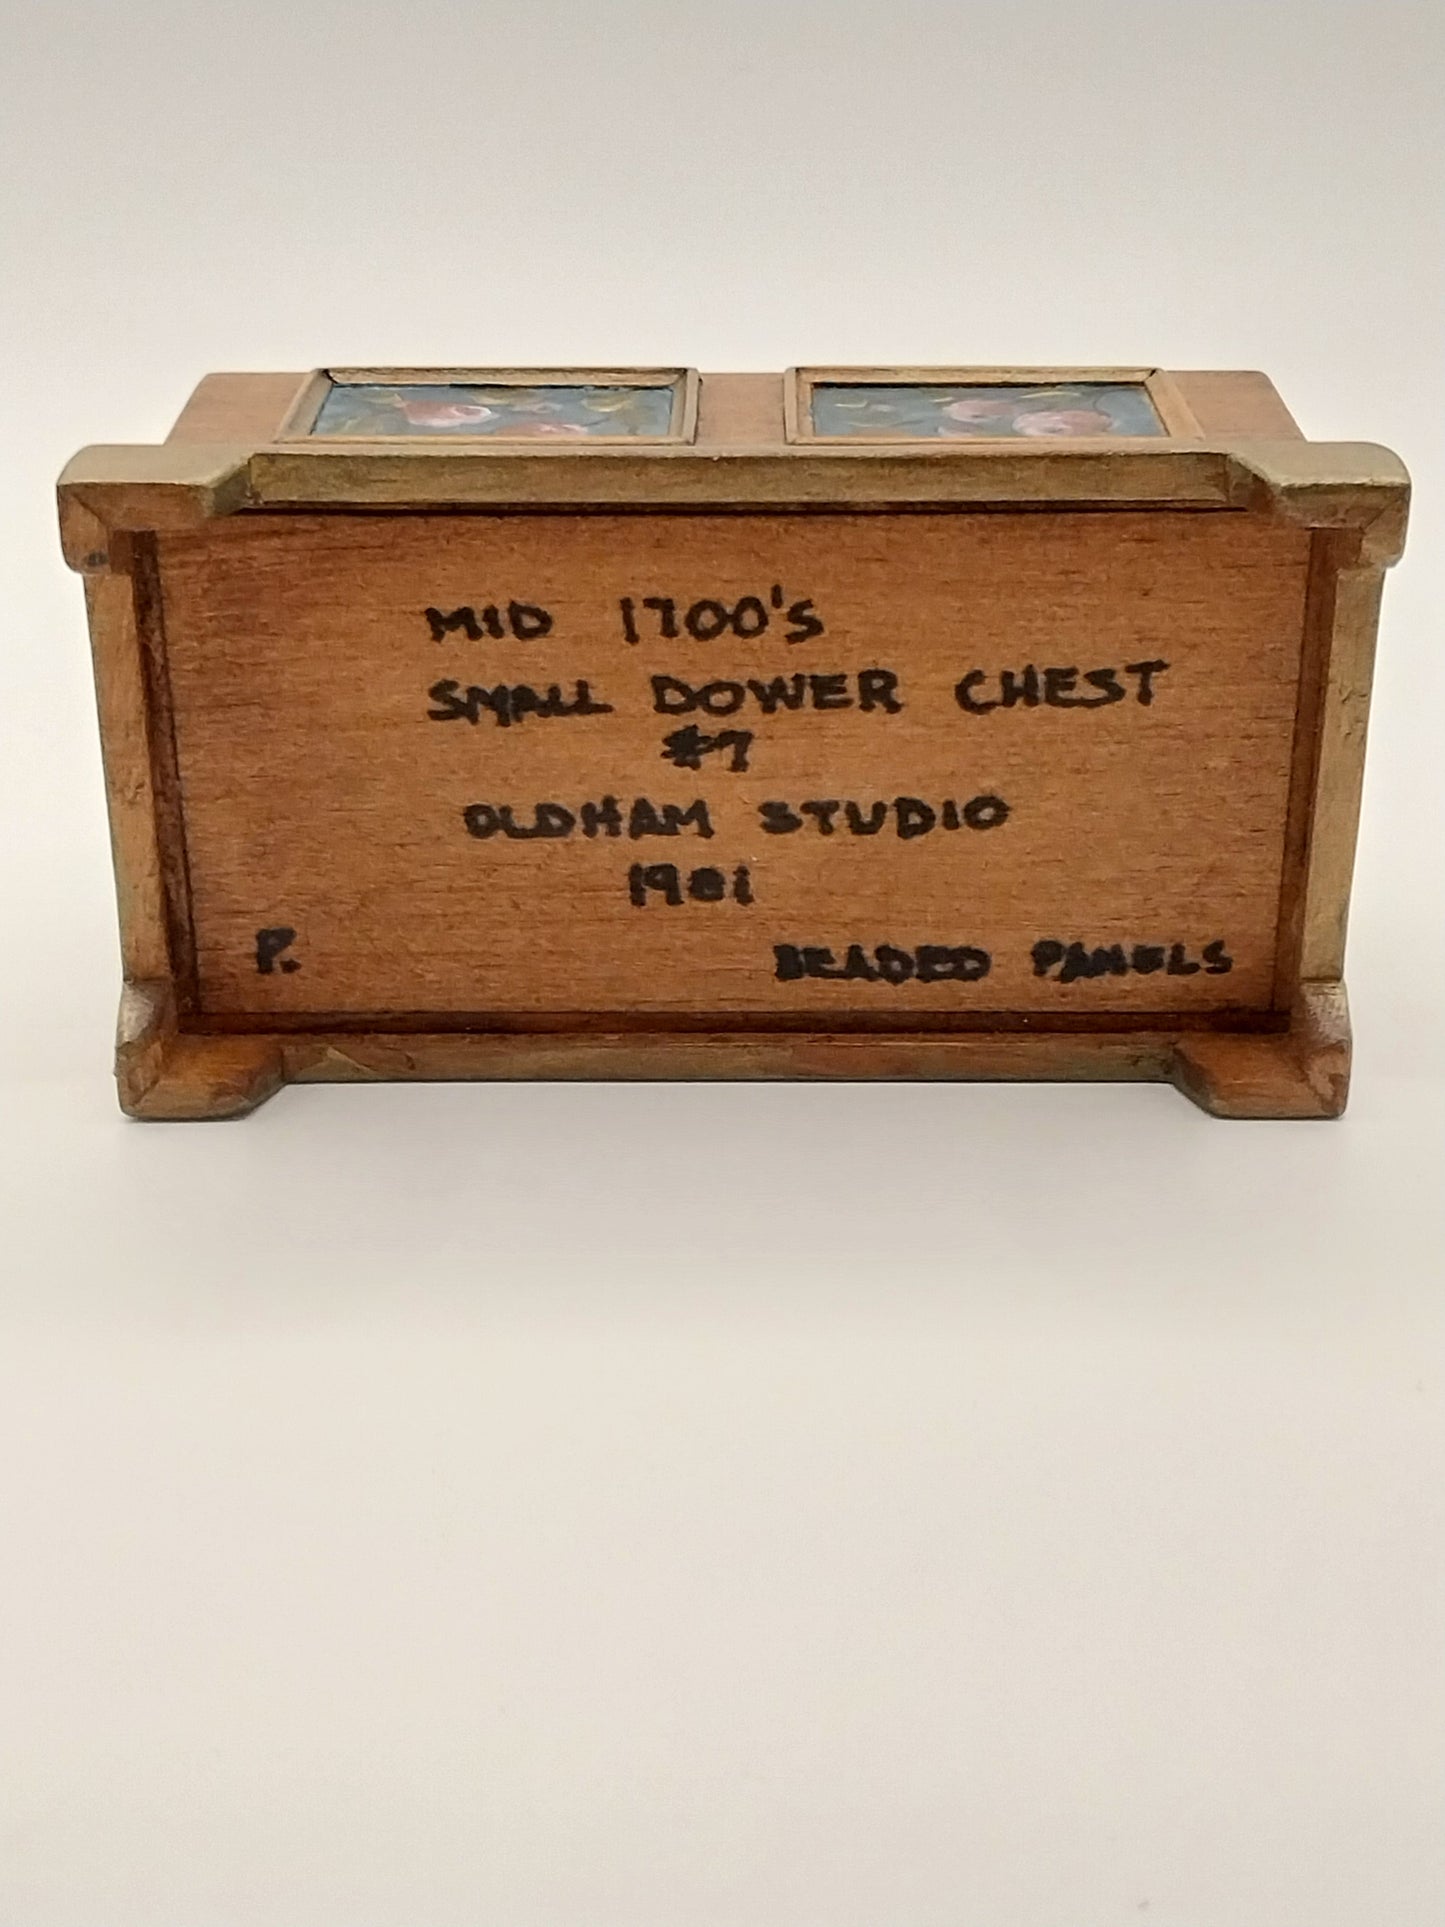 MID 1700's
SMALL DOWER CHEST
#7
OLDHAM STUDIO
1981
P.
BEADED PANELS